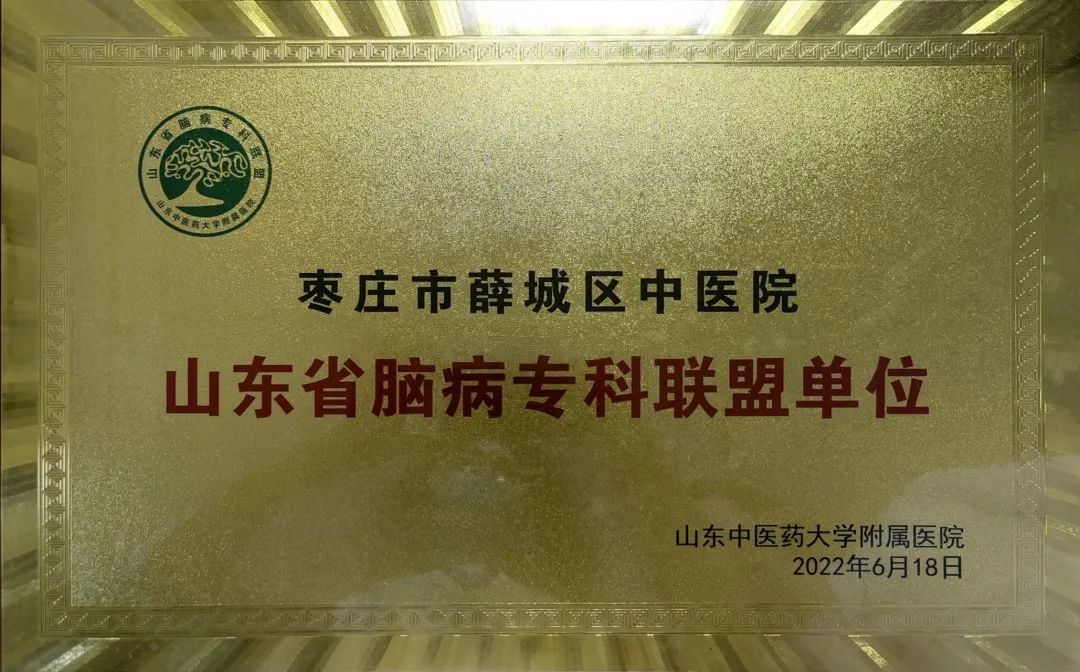 山东省脑病专科联盟
山东中医药大学附属医院
枣庄市薛城区中医院
山东省脑病专科联盟单位
山东中医药大学附属医院
2022年6月18日